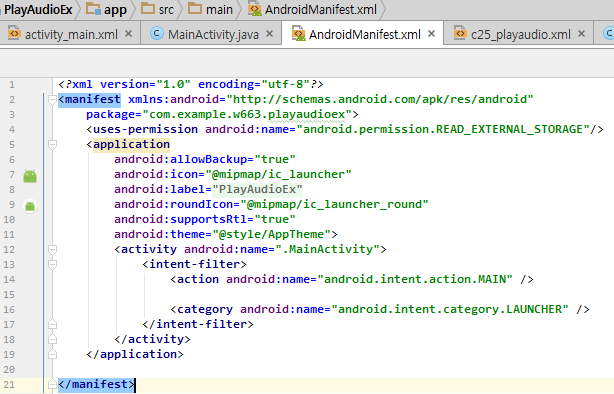 PlayAudioEx app src main AndroidManifest.xml
activity_main.xml MainActivity.java AndroidManifest.xml c25_playaudio.xml
1 <?xml version="1.0" encoding="utf-8"?>
2 <manifest xmlns:android="http://schemas.android.com/apk/res/android"
3 package="com.example.w663.playaudioex">
4 <uses-permission android:name="android.permission.READ_EXTERNAL_STORAGE"/>
5 <application
6 android:allowBackup="true"
7 android:icon="@mipmap/ic_launcher"
8 android:label="PlayAudioEx"
9 android:roundIcon="@mipmap/ic_launcher_round"
10 android:supportsRtl="true"
11 android:theme="@style/AppTheme">
12 <activity android:name=".MainActivity">
13 <intent-filter>
14 <action android:name="android.intent.action.MAIN" />
15
16 <category android:name="android.intent.category.LAUNCHER" />
17 </intent-filter>
18 </activity>
19 </application>
20
21 </manifest>